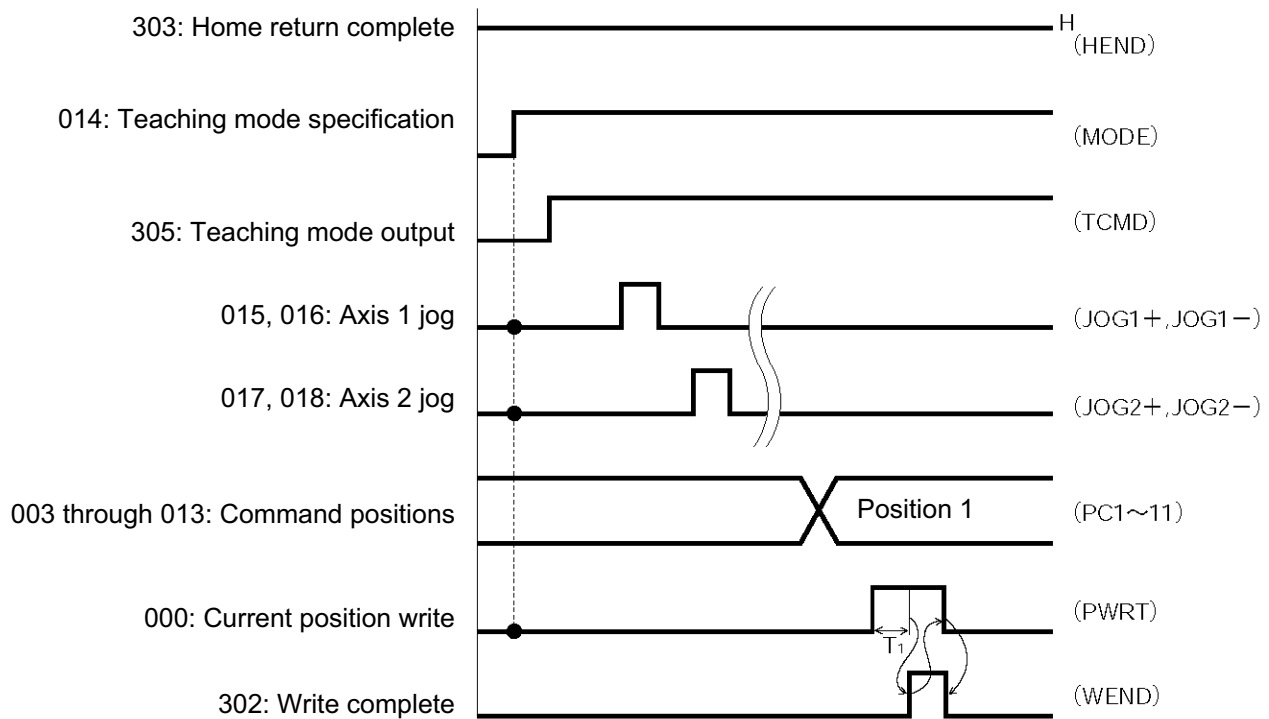 303: Home return complete
H
(HEND)
014: Teaching mode specification
(MODE)
305: Teaching mode output
(TCMD)
015, 016: Axis 1 jog
(JOG1+,JOG1−)
017, 018: Axis 2 jog
(JOG2+,JOG2−)
003 through 013: Command positions
Position 1
(PC1～11)
000: Current position write
T1
(PWRT)
302: Write complete
(WEND)